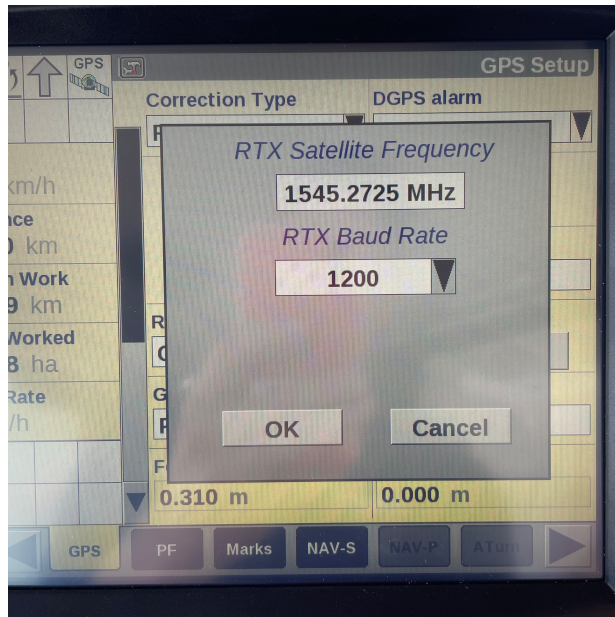 GPS
GPS Setup
Correction Type
DGPS alarm
RTX Satellite Frequency
1545.2725 MHz
RTX Baud Rate
1200
OK
Cancel
km/h
km
Work
9 km
Worked
8 ha
Rate
/h
0.310 m
0.000 m
GPS
PF
Marks
NAV-S
NAV-P
ATurn